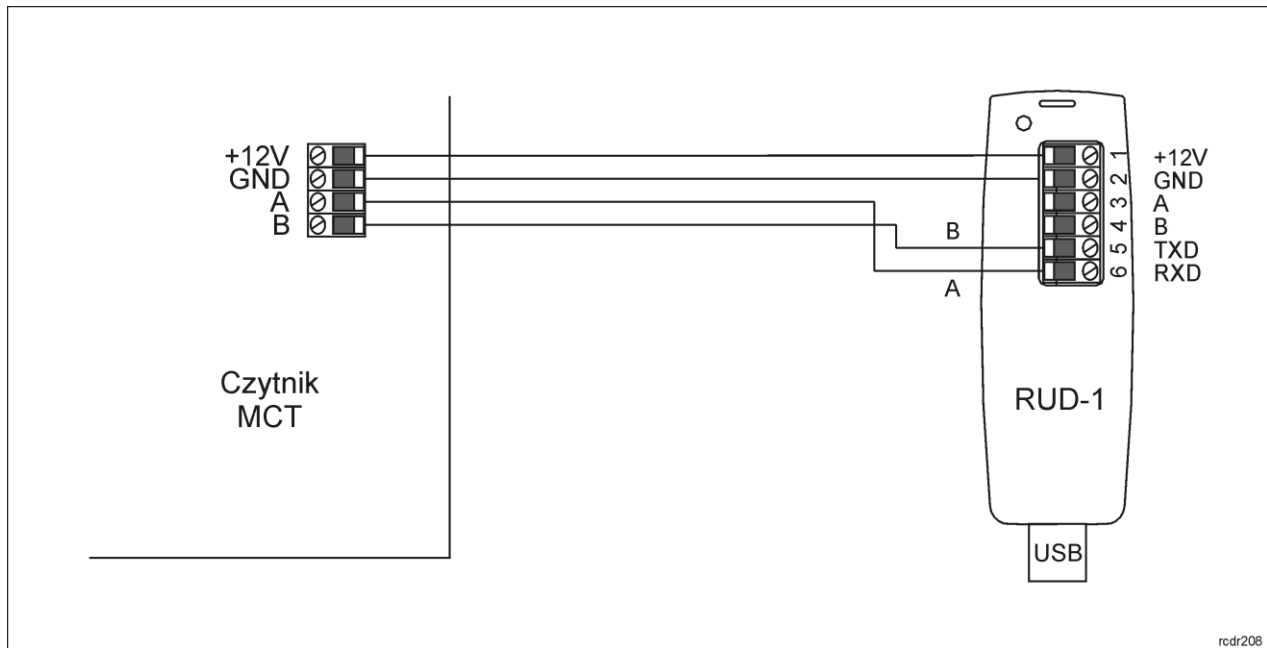 +12V
GND
A
B
Czytnik
MCT
B
A
1
2
3
4
5
6
+12V
GND
A
B
TXD
RXD
RUD-1
USB
rcdr208